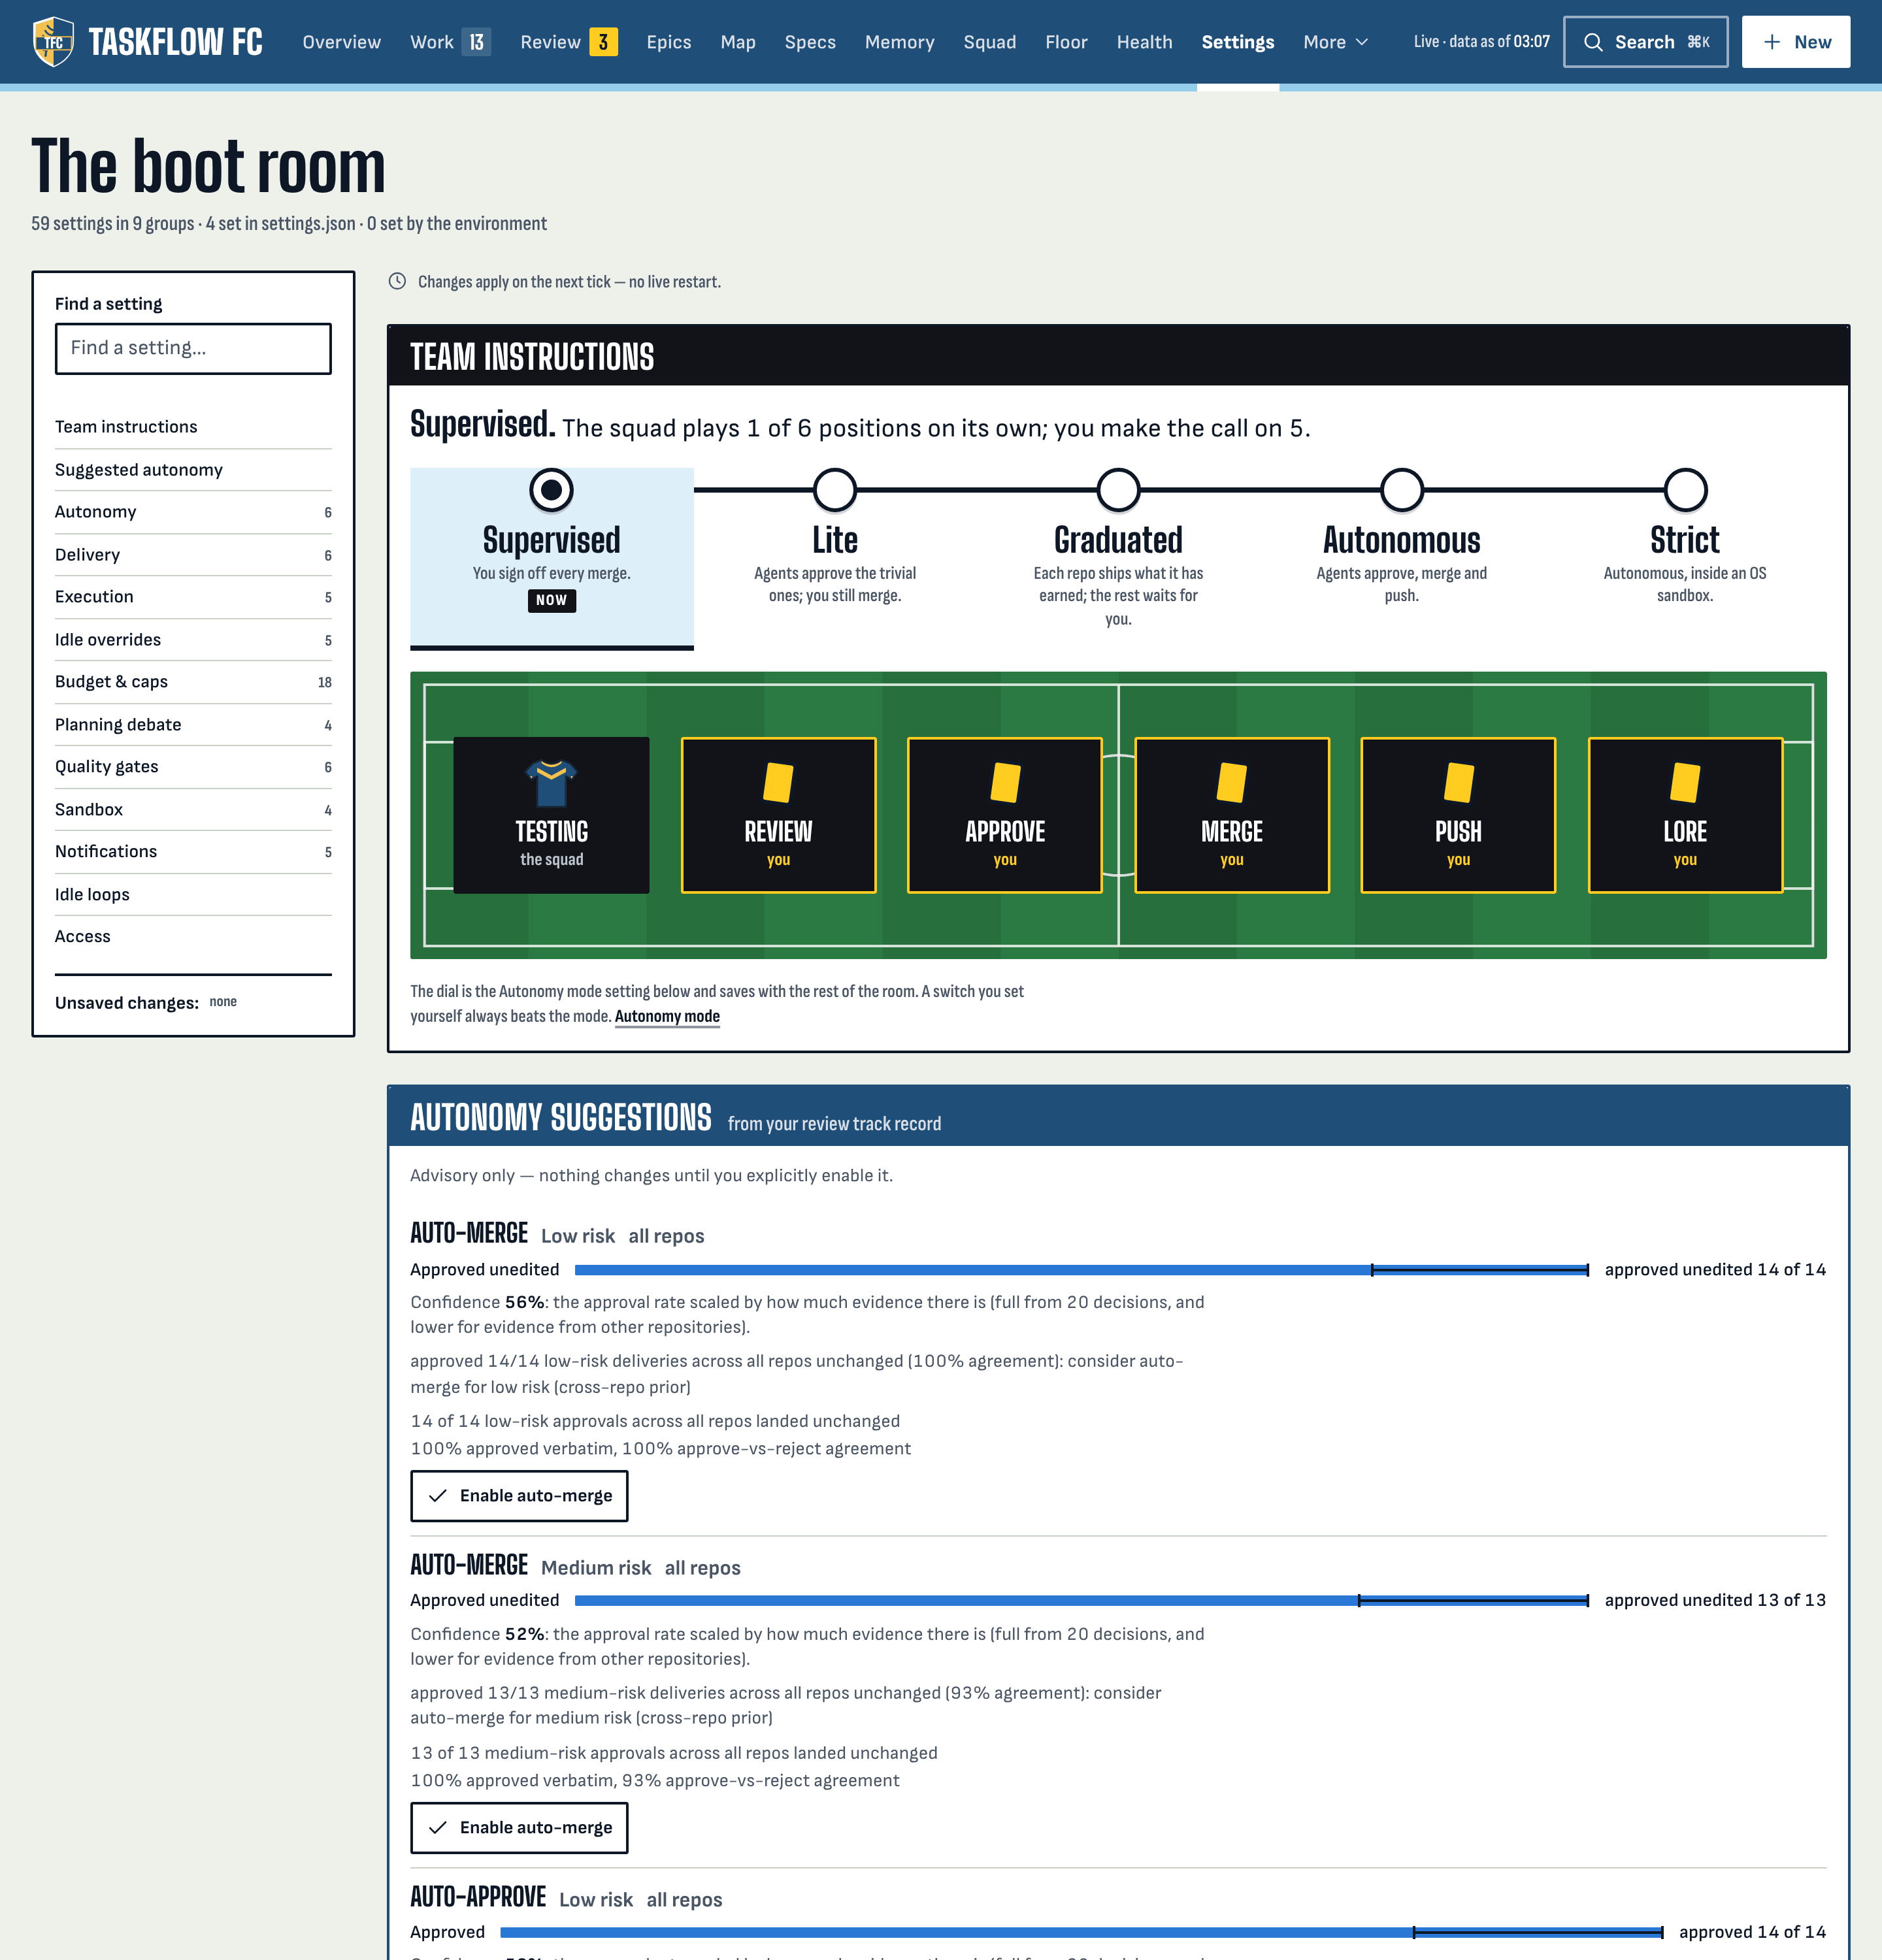 TFC
TASKFLOW FC
Overview
Work 13
Review 3
Epics
Map
Specs
Memory
Squad
Floor
Health
Settings
More
Live · data as of 03:07
Search ⌘K
New
The boot room
59 settings in 9 groups · 4 set in settings.json · 0 set by the environment
Find a setting
Find a setting...
Team instructions
Suggested autonomy
Autonomy 6
Delivery 6
Execution 5
Idle overrides 5
Budget & caps 18
Planning debate 4
Quality gates 6
Sandbox 4
Notifications 5
Idle loops
Access
Unsaved changes: none
Changes apply on the next tick — no live restart.
TEAM INSTRUCTIONS
Supervised. The squad plays 1 of 6 positions on its own; you make the call on 5.
Supervised
You sign off every merge.
NOW
Lite
Agents approve the trivial
ones; you still merge.
Graduated
Each repo ships what it has
earned; the rest waits for
you.
Autonomous
Agents approve, merge and
push.
Strict
Autonomous, inside an OS
sandbox.
TESTING
the squad
REVIEW
you
APPROVE
you
MERGE
you
PUSH
you
LORE
you
The dial is the Autonomy mode setting below and saves with the rest of the room. A switch you set
yourself always beats the mode. Autonomy mode
AUTONOMY SUGGESTIONS from your review track record
Advisory only — nothing changes until you explicitly enable it.
AUTO-MERGE Low risk all repos
Approved unedited approved unedited 14 of 14
Confidence 56%: the approval rate scaled by how much evidence there is (full from 20 decisions, and
lower for evidence from other repositories).
approved 14/14 low-risk deliveries across all repos unchanged (100% agreement): consider auto-
merge for low risk (cross-repo prior)
14 of 14 low-risk approvals across all repos landed unchanged
100% approved verbatim, 100% approve-vs-reject agreement
Enable auto-merge
AUTO-MERGE Medium risk all repos
Approved unedited approved unedited 13 of 13
Confidence 52%: the approval rate scaled by how much evidence there is (full from 20 decisions, and
lower for evidence from other repositories).
approved 13/13 medium-risk deliveries across all repos unchanged (93% agreement): consider
auto-merge for medium risk (cross-repo prior)
13 of 13 medium-risk approvals across all repos landed unchanged
100% approved verbatim, 93% approve-vs-reject agreement
Enable auto-merge
AUTO-APPROVE Low risk all repos
Approved approved 14 of 14